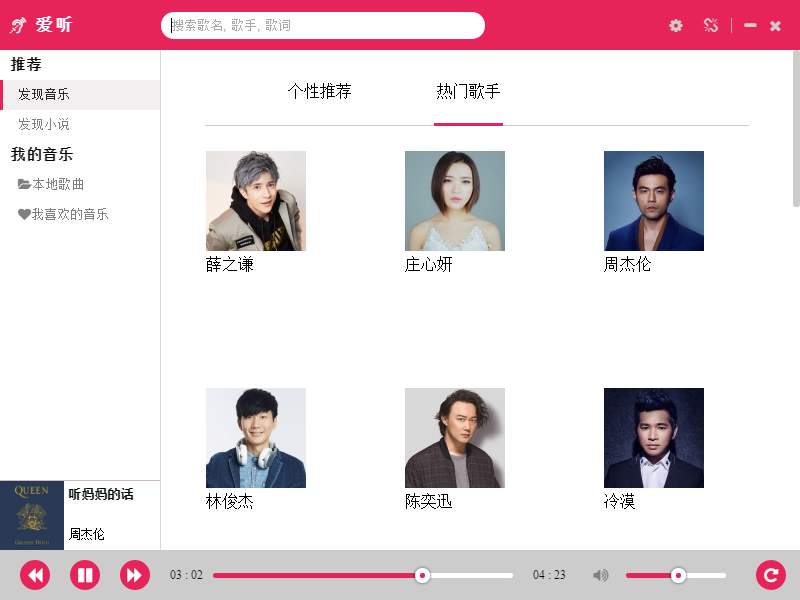 爱听
搜索歌名, 歌手, 歌词
推荐
发现音乐
发现小说
我的音乐
本地歌曲
我喜欢的音乐
个性推荐
热门歌手
薛之谦
庄心妍
周杰伦
林俊杰
陈奕迅
冷漠
QUEEN
GREATEST HITS
听妈妈的话
周杰伦
03 : 02
04 : 23